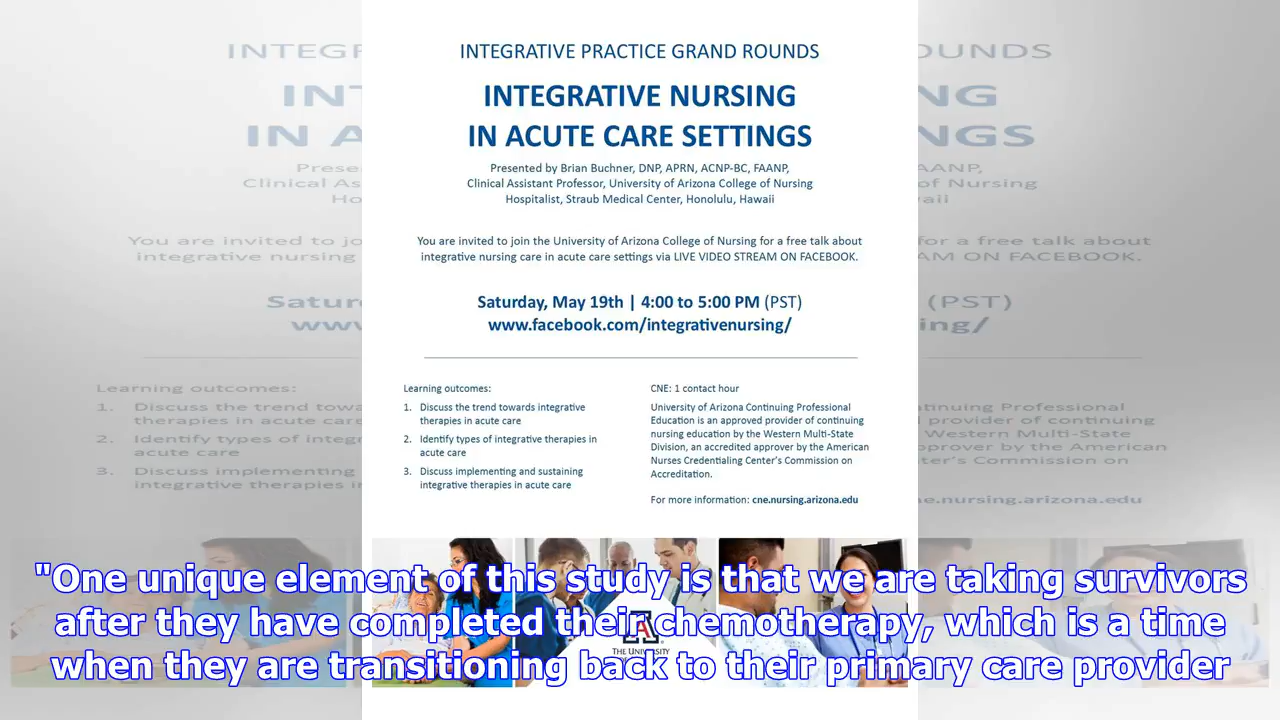 INTEGRATIVE PRACTICE GRAND ROUNDS
INTEGRATIVE NURSING
IN ACUTE CARE SETTINGS
Presented by Brian Buchner, DNP, APRN, ACNP-BC, FAANP,
Clinical Assistant Professor, University of Arizona College of Nursing
Hospitalist, Straub Medical Center, Honolulu, Hawaii
You are invited to join the University of Arizona College of Nursing for a free talk about
integrative nursing care in acute care settings via LIVE VIDEO STREAM ON FACEBOOK.
Saturday, May 19th | 4:00 to 5:00 PM (PST)
www.facebook.com/integrativenursing/
Learning outcomes:
1. Discuss the trend towards integrative
therapies in acute care
2. Identify types of integrative therapies in
acute care
3. Discuss implementing and sustaining
integrative therapies in acute care
CNE: 1 contact hour
University of Arizona Continuing Professional
Education is an approved provider of continuing
nursing education by the Western Multi-State
Division, an accredited approver by the American
Nurses Credentialing Center's Commission on
Accreditation.
For more information: cne.nursing.arizona.edu
A
THE UNIVERSITY
"One unique element of this study is that we are taking survivors
after they have completed their chemotherapy, which is a time
when they are transitioning back to their primary care provider